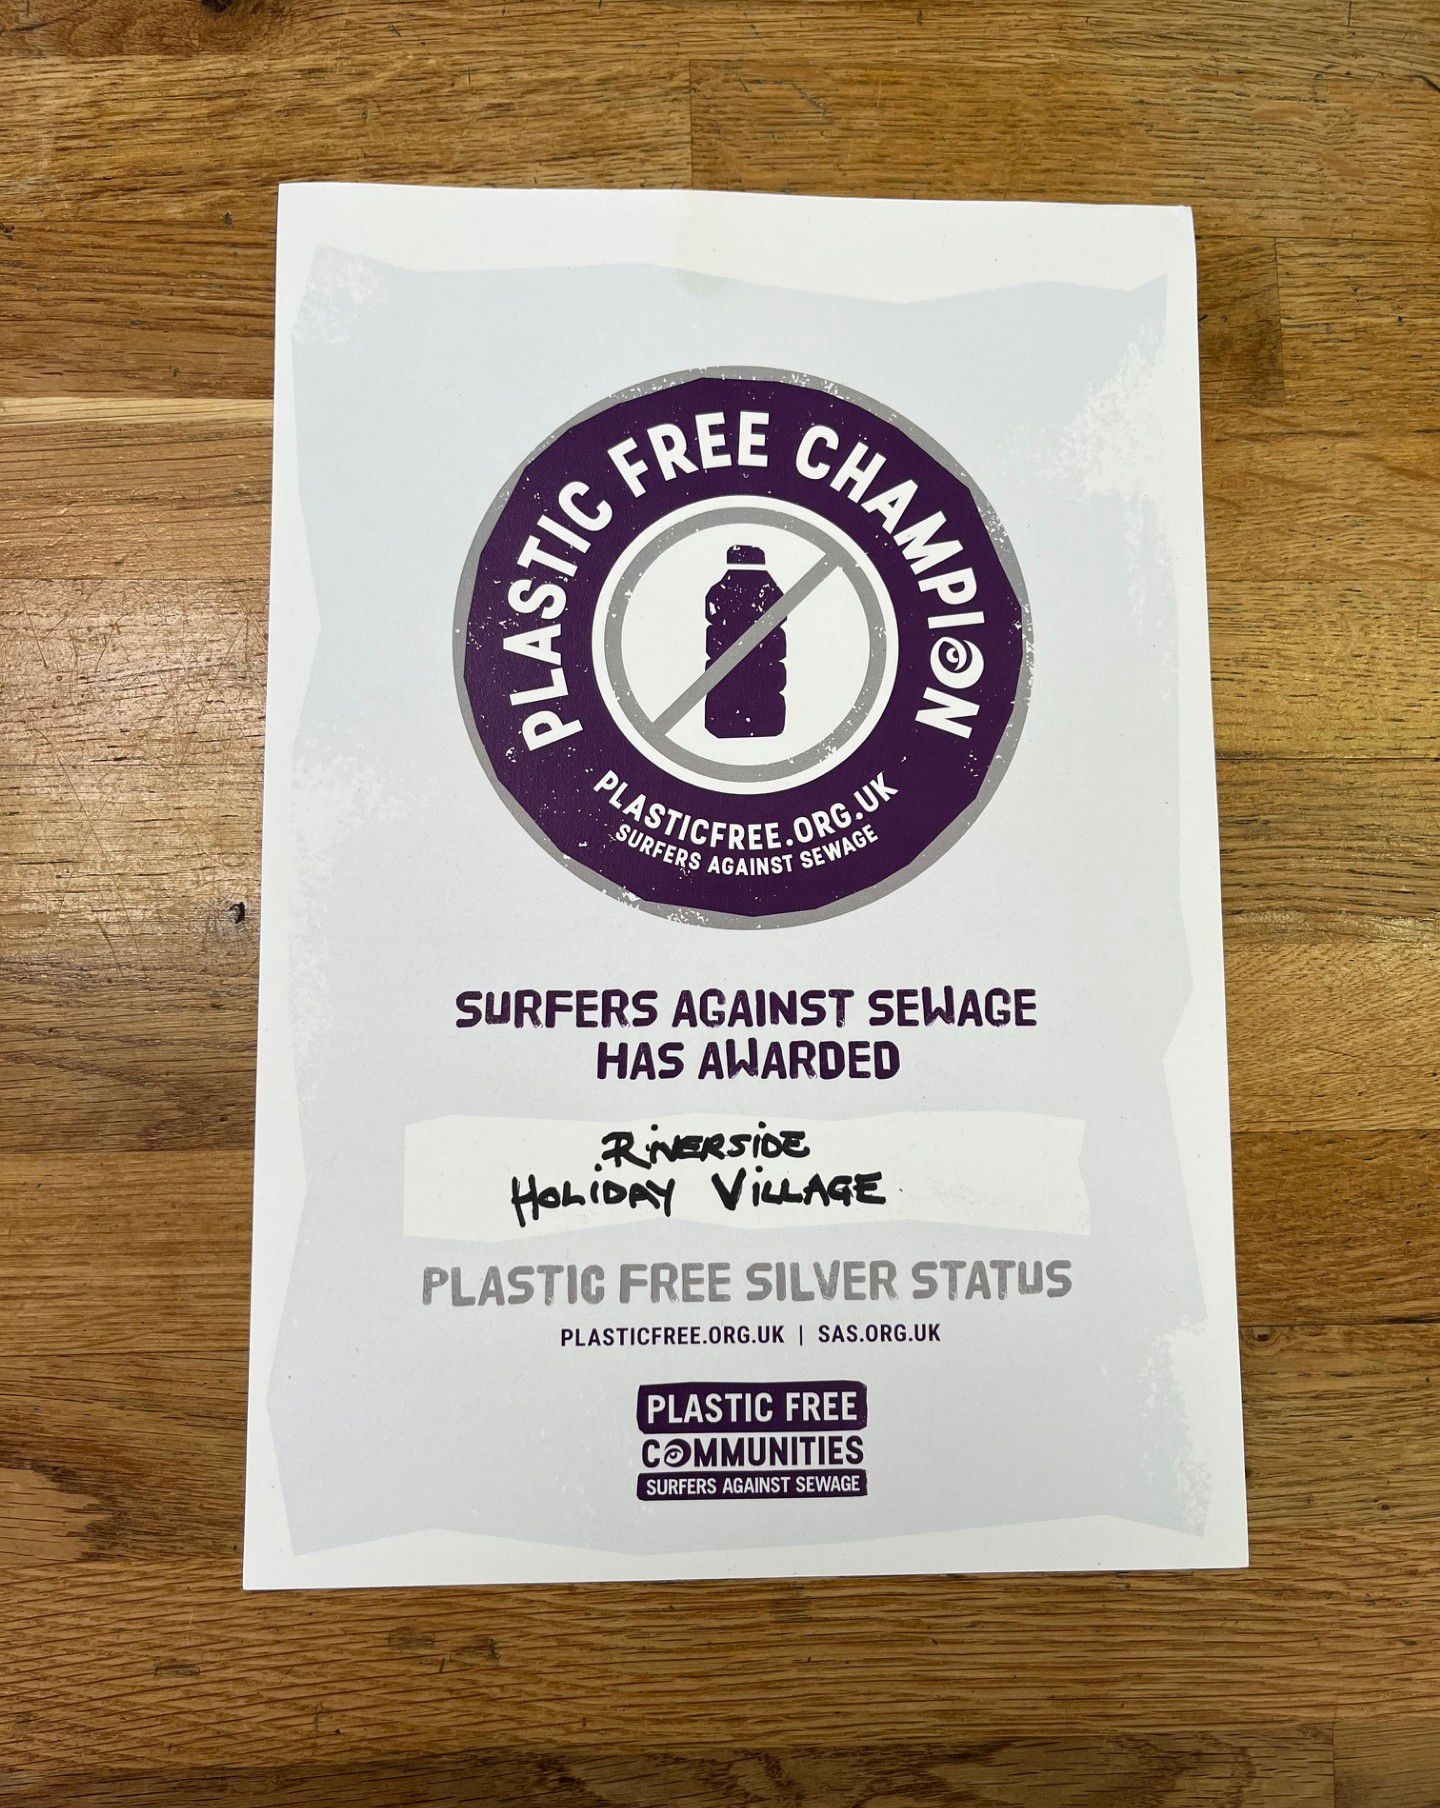 PLASTIC FREE CHAMPION
PLASTICFREE.ORG.UK
SURFERS AGAINST SEWAGE
SURFERS AGAINST SEWAGE
HAS AWARDED
RIVERSIDE
HOLIDAY VILLAGE
PLASTIC FREE SILVER STATUS
PLASTICFREE.ORG.UK | SAS.ORG.UK
PLASTIC FREE
COMMUNITIES
SURFERS AGAINST SEWAGE